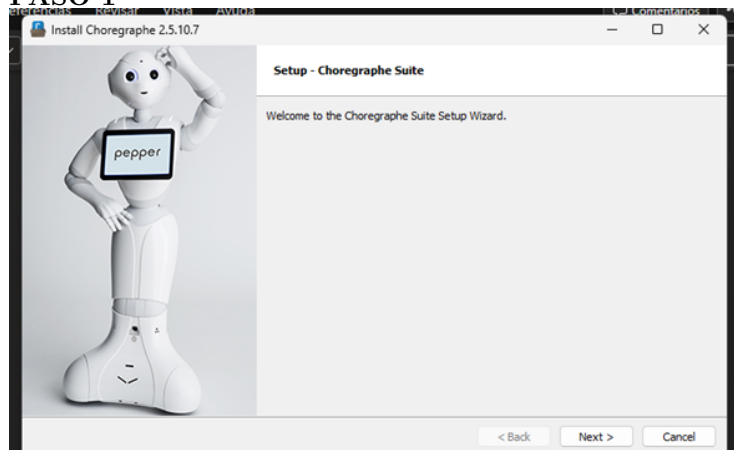 PASO 1
eferencias Revisar Vista Ayuda Comentarios
Install Choregraphe 2.5.10.7
Setup - Choregraphe Suite
Welcome to the Choregraphe Suite Setup Wizard.
pepper
< Back Next > Cancel